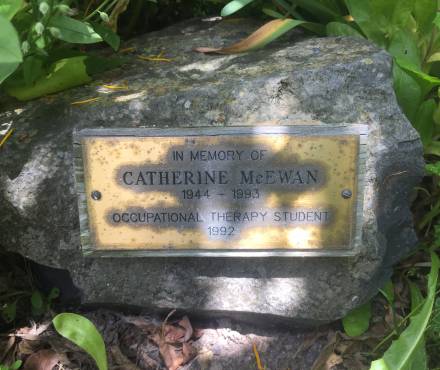 IN MEMORY OF
CATHERINE McEWAN
1944 - 1993
OCCUPATIONAL THERAPY STUDENT
1992